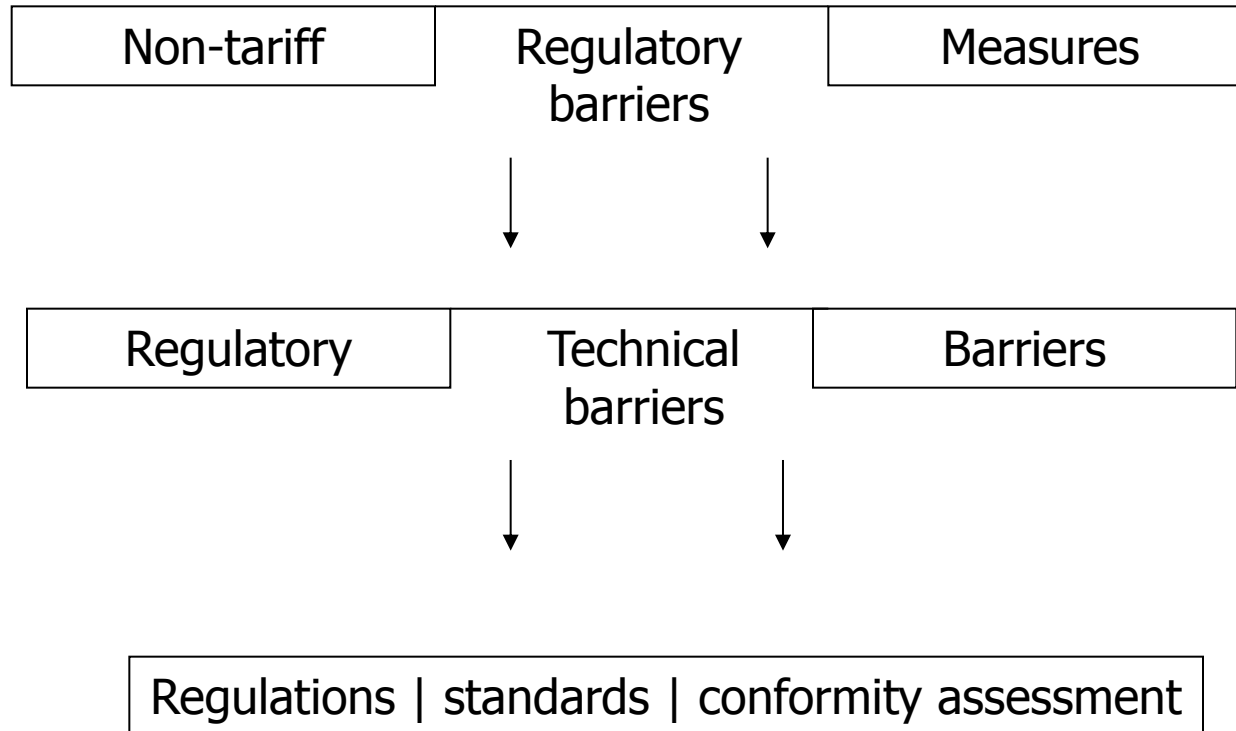 Non-tariff Regulatory Measures
barriers
Regulatory Technical Barriers
barriers
Regulations | standards | conformity assessment